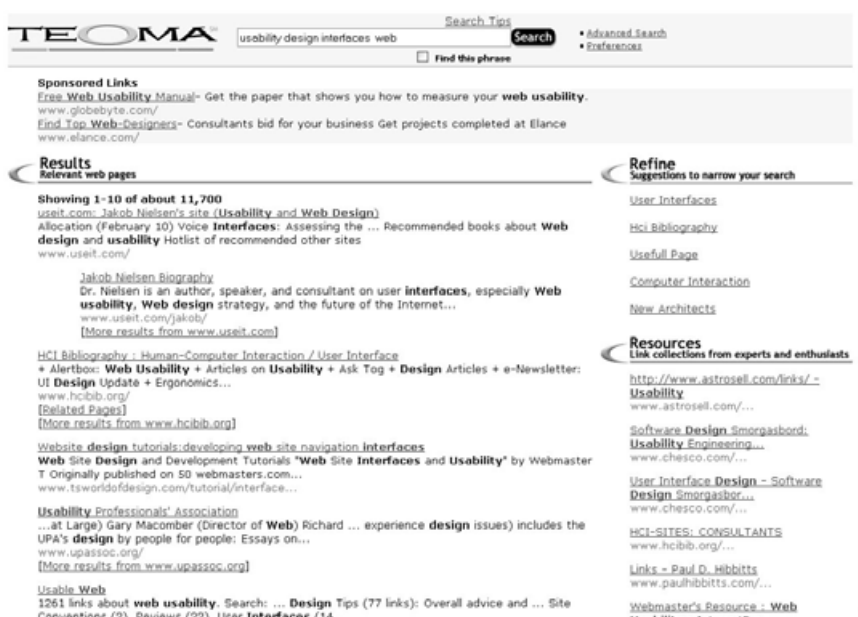 TEOMA
Search Tips
usability design interfaces web
Search
Find this phrase
• Advanced Search
• Preferences
Sponsored Links
Free Web Usability Manual- Get the paper that shows you how to measure your web usability.
www.globebyte.com/
Find Top Web-Designers- Consultants bid for your business Get projects completed at Elance
www.elance.com/
Results
Relevant web pages
Showing 1-10 of about 11,700
useit.com: Jakob Nielsen's site (Usability and Web Design)
Allocation (February 10) Voice Interfaces: Assessing the ... Recommended books about Web
design and usability Hotlist of recommended other sites
www.useit.com/
Jakob Nielsen Biography
Dr. Nielsen is an author, speaker, and consultant on user interfaces, especially Web
usability, Web design strategy, and the future of the Internet...
www.useit.com/jakob/
[More results from www.useit.com]
HCI Bibliography : Human-Computer Interaction / User Interface
+ Alertbox: Web Usability + Articles on Usability + Ask Tog + Design Articles + e-Newsletter:
UI Design Update + Ergonomics...
www.hcibib.org/
[Related Pages]
[More results from www.hcibib.org]
Website design tutorials:developing web site navigation interfaces
Web Site Design and Development Tutorials "Web Site Interfaces and Usability" by Webmaster
T Originally published on 50 webmasters.com...
www.tsworldofdesign.com/tutorial/interface...
Usability Professionals' Association
...at Large) Gary Macomber (Director of Web) Richard ... experience design issues) includes the
UPA's design by people for people: Essays on...
www.upassoc.org/
[More results from www.upassoc.org]
Usable Web
1261 links about web usability. Search: ... Design Tips (77 links): Overall advice and ... Site
Conventions (2), Reviews (22), User Interfaces (14
Refine
Suggestions to narrow your search
User Interfaces
Hci Bibliography
Usefull Page
Computer Interaction
New Architects
Resources
Link collections from experts and enthusiasts
http://www.astrosell.com/links/ -
Usability
www.astrosell.com/...
Software Design Smorgasbord:
Usability Engineering...
www.chesco.com/...
User Interface Design - Software
Design Smorgasbor...
www.chesco.com/...
HCI-SITES: CONSULTANTS
www.hcibib.org/...
Links - Paul D. Hibbitts
www.paulhibbitts.com/...
Webmaster's Resource : Web